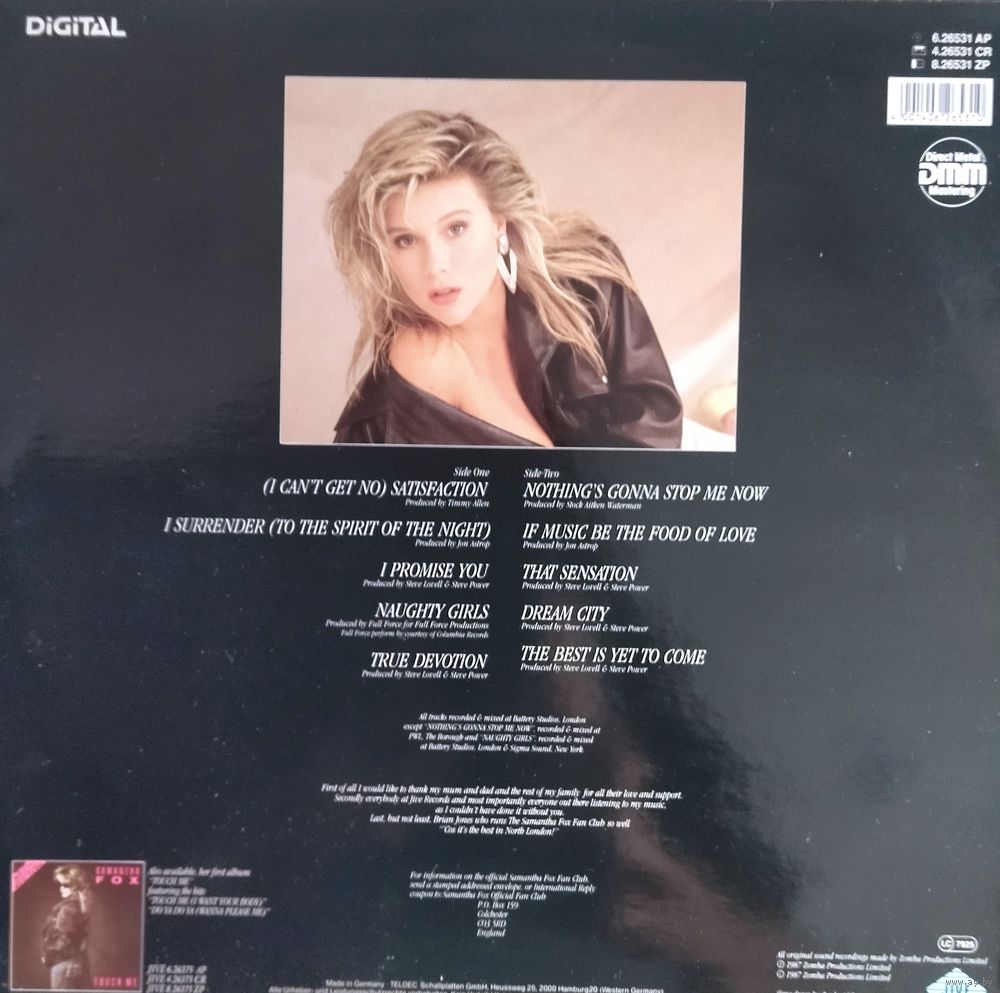 DiGiTAL
6.26531 AP
4.26531 CR
8.26531 ZP
Direct Metal
DMM
Mastering
Side One
(I CAN'T GET NO) SATISFACTION
Produced by Timmy Allen
I SURRENDER (TO THE SPIRIT OF THE NIGHT)
Produced by Jon Astrop
I PROMISE YOU
Produced by Steve Lovell & Steve Power
NAUGHTY GIRLS
Produced by Full Force for Full Force Productions
Full Force perform by courtesy of Columbia Records
TRUE DEVOTION
Produced by Steve Lovell & Steve Power
Side Two
NOTHING'S GONNA STOP ME NOW
Produced by Stock Aitken Waterman
IF MUSIC BE THE FOOD OF LOVE
Produced by Jon Astrop
THAT SENSATION
Produced by Steve Lovell & Steve Power
DREAM CITY
Produced by Steve Lovell & Steve Power
THE BEST IS YET TO COME
Produced by Steve Lovell & Steve Power
All tracks recorded & mixed at Battery Studios, London
except "NOTHING'S GONNA STOP ME NOW", recorded & mixed at
PWL, The Borough and "NAUGHTY GIRLS", recorded & mixed
at Battery Studios, London & Sigma Sound, New York.
First of all I would like to thank my mum and dad and the rest of my family for all their love and support.
Secondly everybody at Jive Records and most importantly everyone out there listening to my music,
as I couldn't have done it without you.
Last, but not least, Brian Jones who runs The Samantha Fox Fan Club so well
"Cos it's the best in North London!"
SAMANTHA
FOX
TOUCH ME
Also available, her first album
"TOUCH ME"
featuring the hits
"TOUCH ME (I WANT YOUR BODY)"
"DO YA DO YA (WANNA PLEASE ME)"
JIVE 6.26371 AP
JIVE 4.26371 CR
JIVE 8.26371 ZP
For information on the official Samantha Fox Fan Club,
send a stamped addressed envelope, or International Reply
coupon to Samantha Fox Official Fan Club
P.O. Box 159
Colchester
CO3 5RD
England
Made in Germany · TELDEC Schallplatten GmbH, Heussweg 25, 2000 Hamburg 20 (Western Germany)
LC 7925
All original sound recordings made by Zomba Productions Limited
Ⓟ 1987 Zomba Productions Limited
© 1987 Zomba Productions Limited
JIVE
www.ay.by